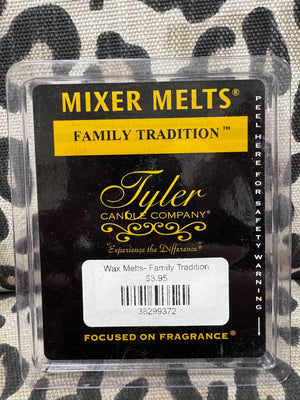 MIXER MELTS®
FAMILY TRADITION™
Tyler
CANDLE COMPANY®
"Experience the Difference"
Wax Melts- Family Tradition
$3.95
38299372
FOCUSED ON FRAGRANCE®
PEEL HERE FOR SAFETY WARNING